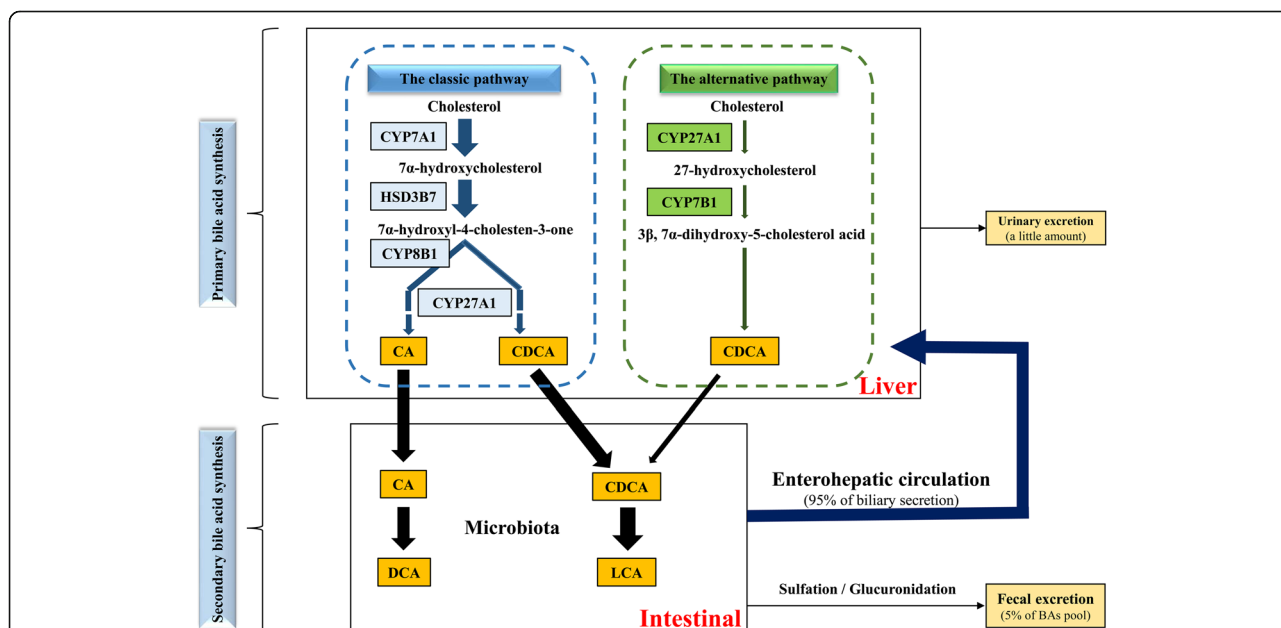 Primary bile acid synthesis
The classic pathway
Cholesterol
CYP7A1
7α-hydroxycholesterol
HSD3B7
7α-hydroxyl-4-cholesten-3-one
CYP8B1
CYP27A1
CA
CDCA
The alternative pathway
Cholesterol
CYP27A1
27-hydroxycholesterol
CYP7B1
3β, 7α-dihydroxy-5-cholesterol acid
CDCA
Liver
Urinary excretion
(a little amount)
Secondary bile acid synthesis
CA
CDCA
Microbiota
DCA
LCA
Intestinal
Enterohepatic circulation
(95% of biliary secretion)
Sulfation / Glucuronidation
Fecal excretion
(5% of BAs pool)